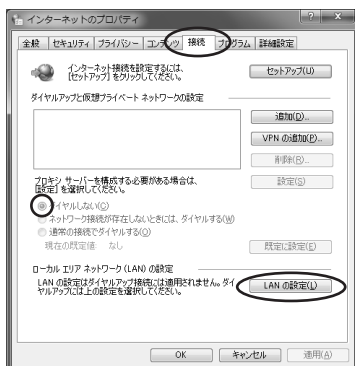 インターネットのプロパティ
全般 セキュリティ プライバシー コンテンツ 接続 プログラム 詳細設定
インターネット接続を設定するには、
[セットアップ] をクリックしてください。
セットアップ(U)
ダイヤルアップと仮想プライベート ネットワークの設定
追加(D)...
VPN の追加(P)...
削除(R)...
プロキシ サーバーを構成する必要がある場合は、
[設定] を選択してください。
設定(S)
ダイヤルしない(C)
ネットワーク接続が存在しないときには、ダイヤルする(W)
通常の接続でダイヤルする(O)
現在の既定値 なし
既定に設定(E)
ローカル エリア ネットワーク (LAN) の設定
LAN の設定はダイヤルアップ接続には適用されません。ダイ
ヤルアップには上の設定を選択してください。
LAN の設定(L)
OK キャンセル 適用(A)